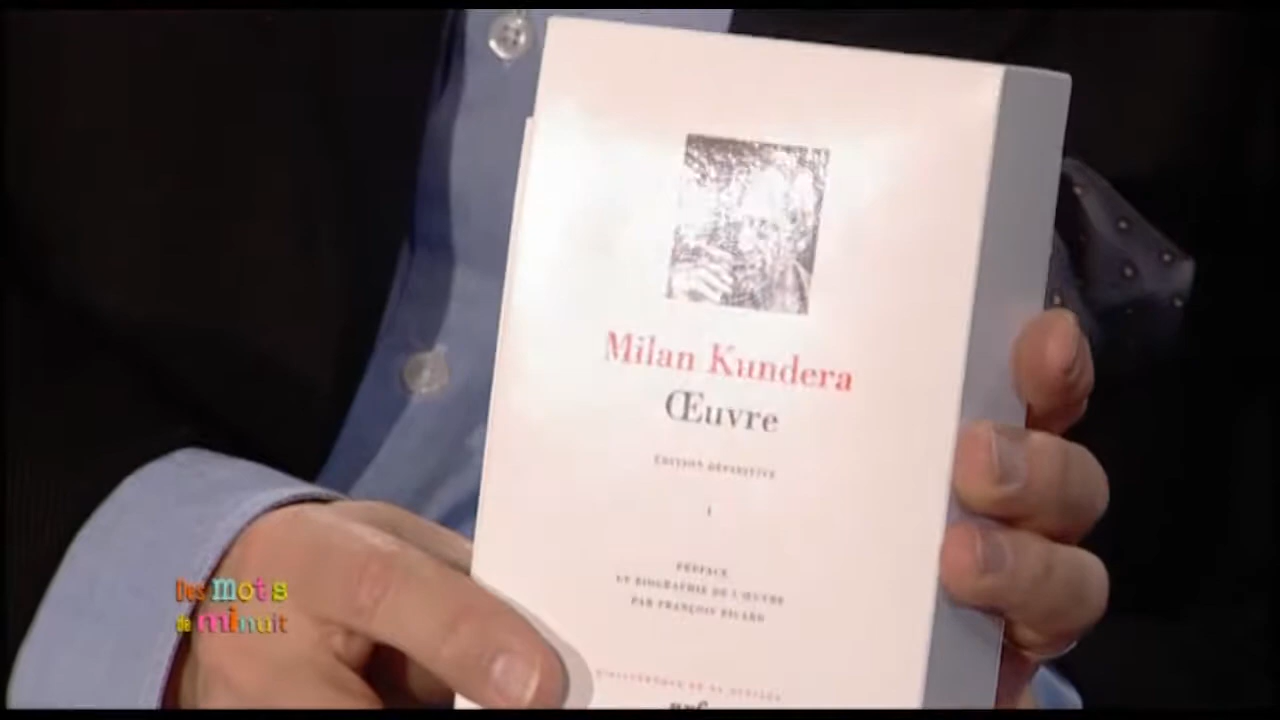 Milan Kundera
Œuvre
ÉDITION DÉFINITIVE
I
PRÉFACE
ET BIOGRAPHIE DE L'ŒUVRE
PAR FRANÇOIS RICARD
BIBLIOTHÈQUE DE LA PLÉIADE
nrf
Des mots
de minuit